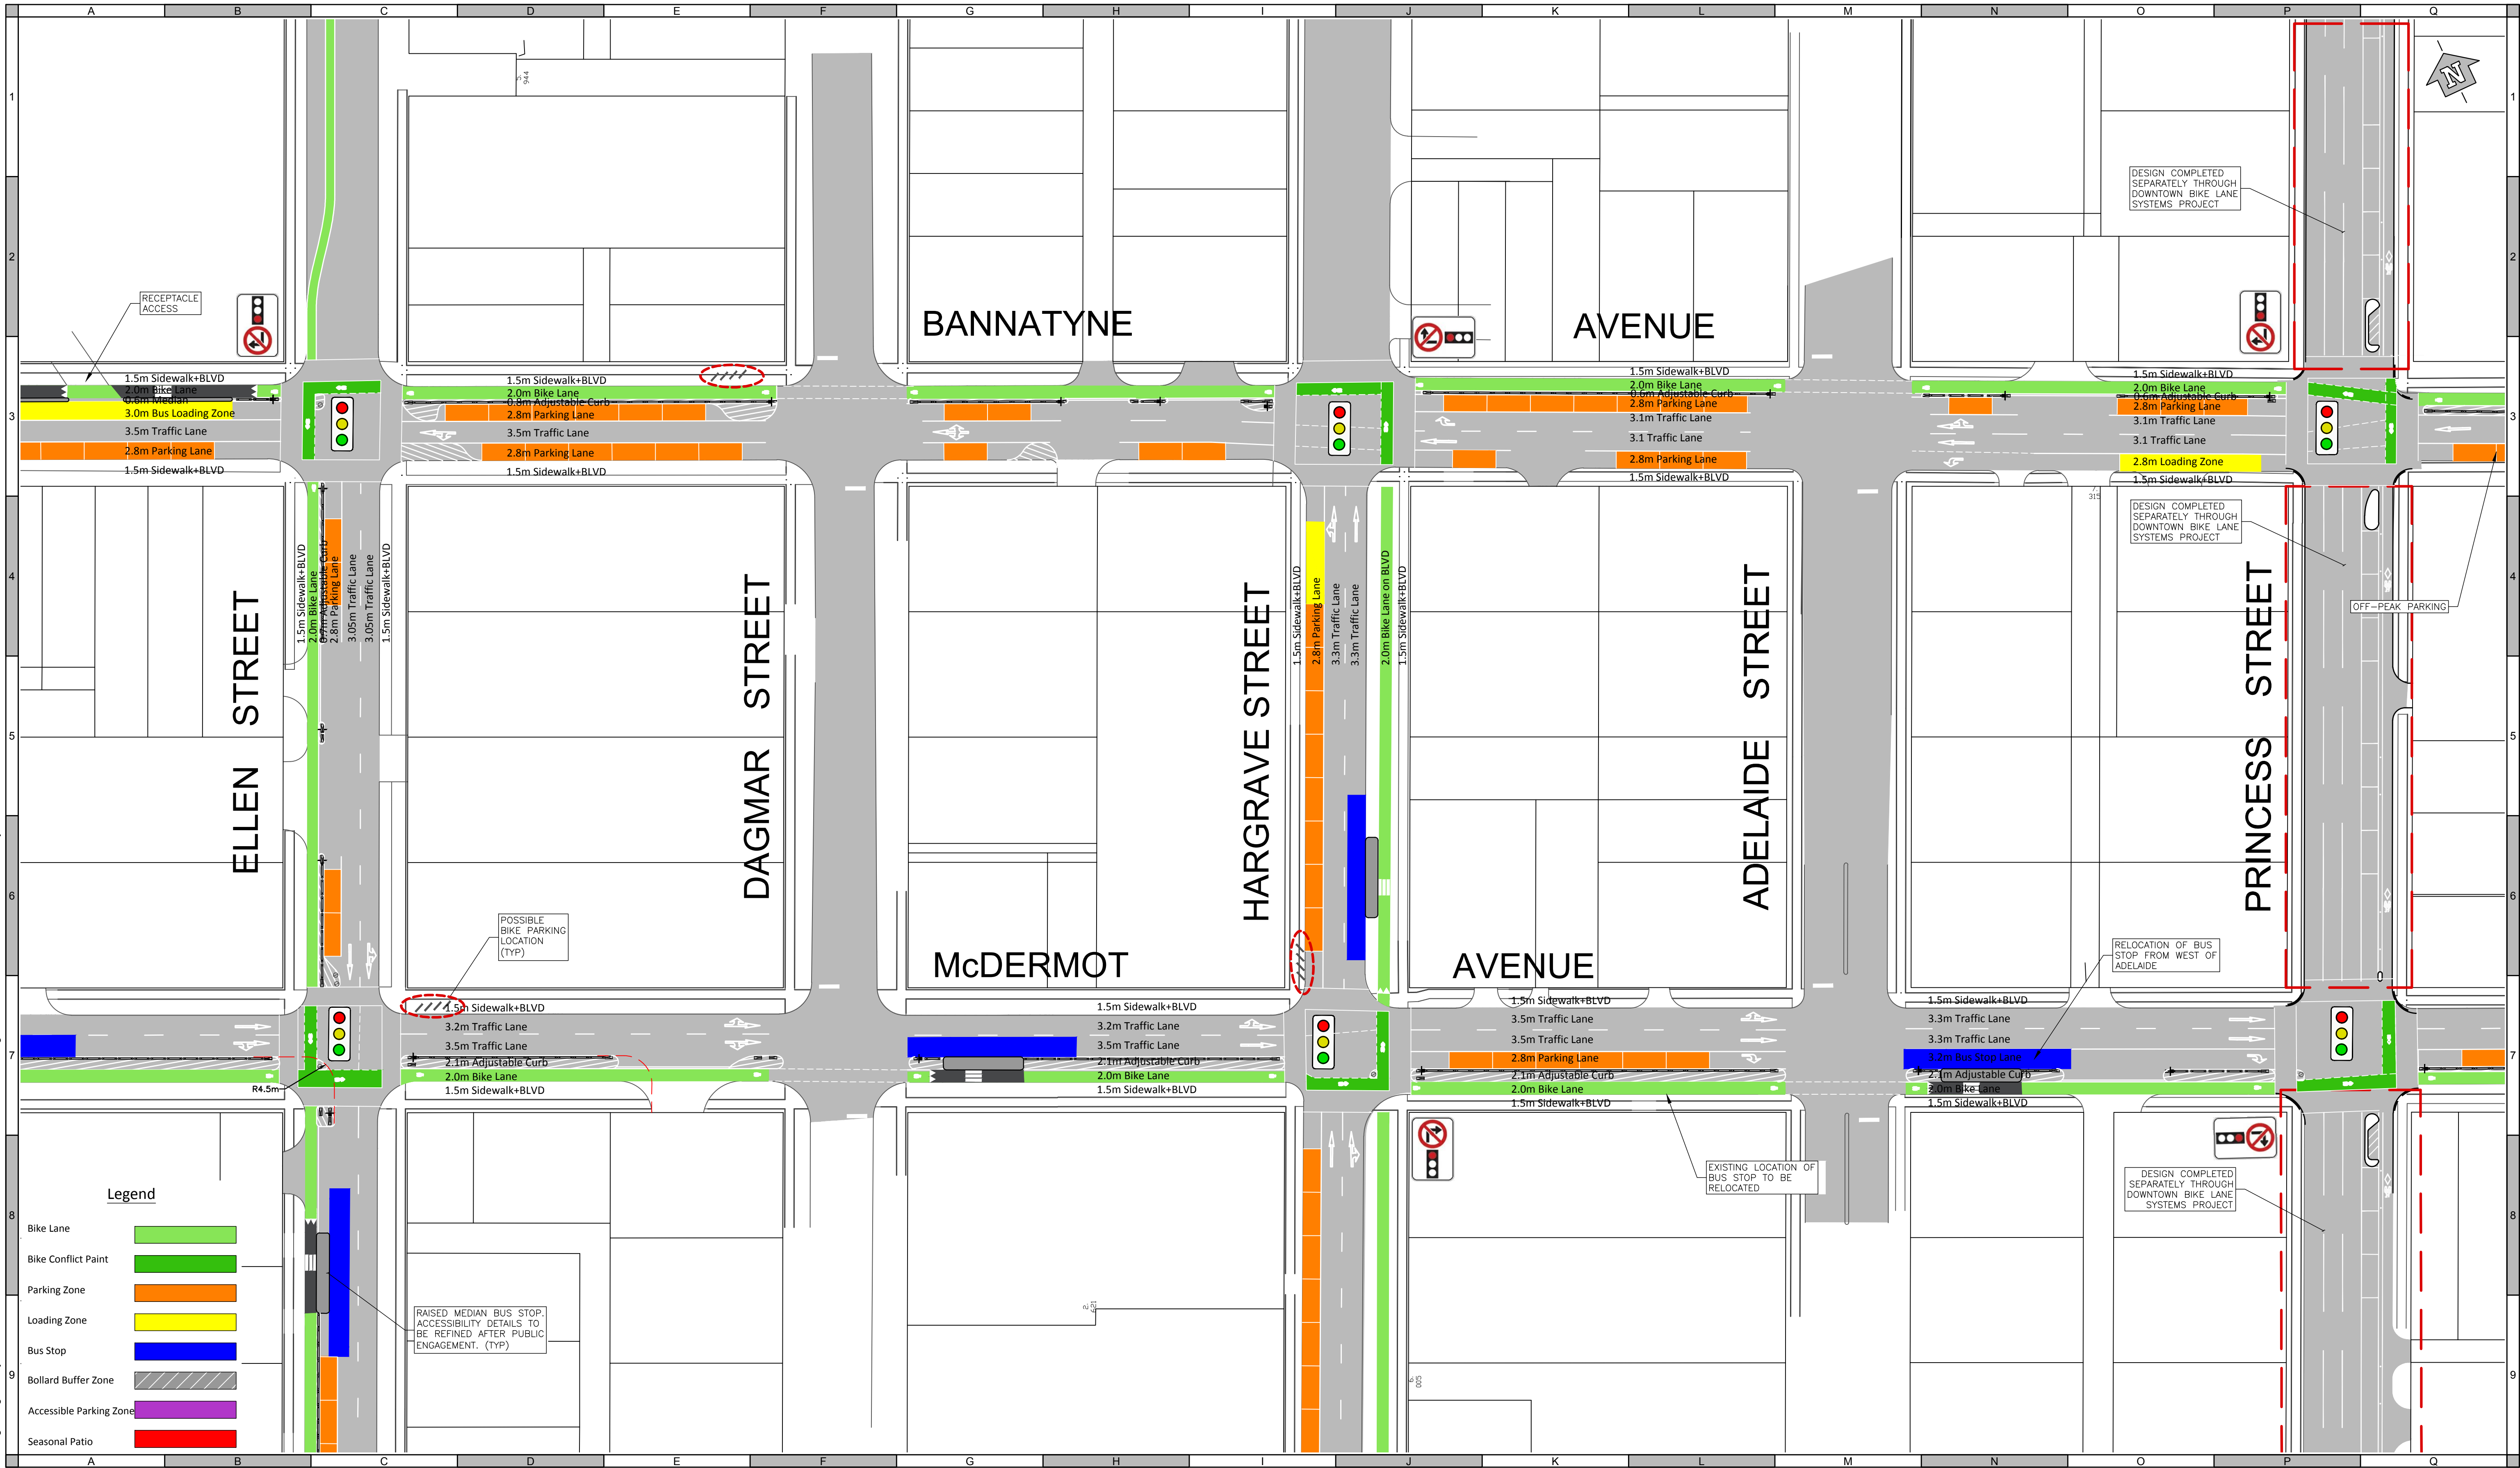 A B C D E F G H I J K L M N O P Q
1
2
3
4
5
6
7
8
9
N
5.
944
DESIGN COMPLETED
SEPARATELY THROUGH
DOWNTOWN BIKE LANE
SYSTEMS PROJECT
RECEPTACLE
ACCESS
BANNATYNE
AVENUE
1.5m Sidewalk+BLVD
2.0m Bike Lane
0.6m Median
3.0m Bus Loading Zone
3.5m Traffic Lane
2.8m Parking Lane
1.5m Sidewalk+BLVD
1.5m Sidewalk+BLVD
2.0m Bike Lane
0.8m Adjustable Curb
2.8m Parking Lane
3.5m Traffic Lane
2.8m Parking Lane
1.5m Sidewalk+BLVD
1.5m Sidewalk+BLVD
2.0m Bike Lane
0.6m Adjustable Curb
2.8m Parking Lane
3.1m Traffic Lane
3.1 Traffic Lane
2.8m Parking Lane
1.5m Sidewalk+BLVD
1.5m Sidewalk+BLVD
2.0m Bike Lane
0.6m Adjustable Curb
2.8m Parking Lane
3.1m Traffic Lane
3.1 Traffic Lane
2.8m Loading Zone
1.5m Sidewalk+BLVD
315
DESIGN COMPLETED
SEPARATELY THROUGH
DOWNTOWN BIKE LANE
SYSTEMS PROJECT
OFF-PEAK PARKING
ELLEN STREET
1.5m Sidewalk+BLVD
2.0m Bike Lane
0.7m Adjustable Curb
2.8m Parking Lane
3.05m Traffic Lane
3.05m Traffic Lane
1.5m Sidewalk+BLVD
DAGMAR STREET
HARGRAVE STREET
1.5m Sidewalk+BLVD
2.8m Parking Lane
3.3m Traffic Lane
3.3m Traffic Lane
2.0m Bike Lane on BLVD
1.5m Sidewalk+BLVD
ADELAIDE STREET
PRINCESS STREET
POSSIBLE
BIKE PARKING
LOCATION
(TYP)
McDERMOT
AVENUE
RELOCATION OF BUS
STOP FROM WEST OF
ADELAIDE
1.5m Sidewalk+BLVD
3.2m Traffic Lane
3.5m Traffic Lane
2.1m Adjustable Curb
2.0m Bike Lane
1.5m Sidewalk+BLVD
R4.5m
1.5m Sidewalk+BLVD
3.2m Traffic Lane
3.5m Traffic Lane
2.1m Adjustable Curb
2.0m Bike Lane
1.5m Sidewalk+BLVD
1.5m Sidewalk+BLVD
3.5m Traffic Lane
3.5m Traffic Lane
2.8m Parking Lane
2.1m Adjustable Curb
2.0m Bike Lane
1.5m Sidewalk+BLVD
1.5m Sidewalk+BLVD
3.3m Traffic Lane
3.3m Traffic Lane
3.2m Bus Stop Lane
2.1m Adjustable Curb
2.0m Bike Lane
1.5m Sidewalk+BLVD
EXISTING LOCATION OF
BUS STOP TO BE
RELOCATED
DESIGN COMPLETED
SEPARATELY THROUGH
DOWNTOWN BIKE LANE
SYSTEMS PROJECT
Legend
Bike Lane
Bike Conflict Paint
Parking Zone
Loading Zone
Bus Stop
Bollard Buffer Zone
Accessible Parking Zone
Seasonal Patio
RAISED MEDIAN BUS STOP.
ACCESSIBILITY DETAILS TO
BE REFINED AFTER PUBLIC
ENGAGEMENT. (TYP)
A B C D E F G H I J K L M N O P Q